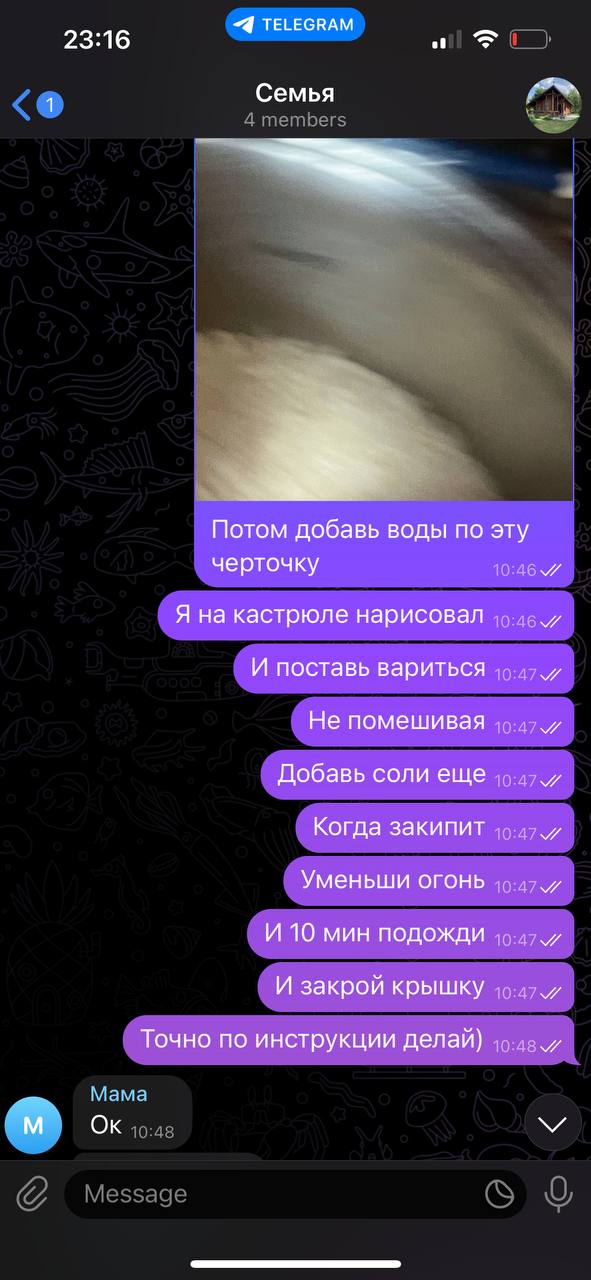 23:16
TELEGRAM
1
Семья
4 members
Потом добавь воды по эту
черточку
10:46
Я на кастрюле нарисовал 10:46
И поставь вариться 10:47
Не помешивая 10:47
Добавь соли еще 10:47
Когда закипит 10:47
Уменьши огонь 10:47
И 10 мин подожди 10:47
И закрой крышку 10:47
Точно по инструкции делай) 10:48
М
Мама
Ок 10:48
Message